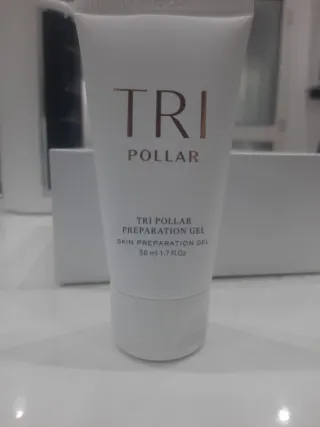 TRI
POLLAR
TRI POLLAR
PREPARATION GEL
SKIN PREPARATION GEL
50 ml 1·7 Fl Oz